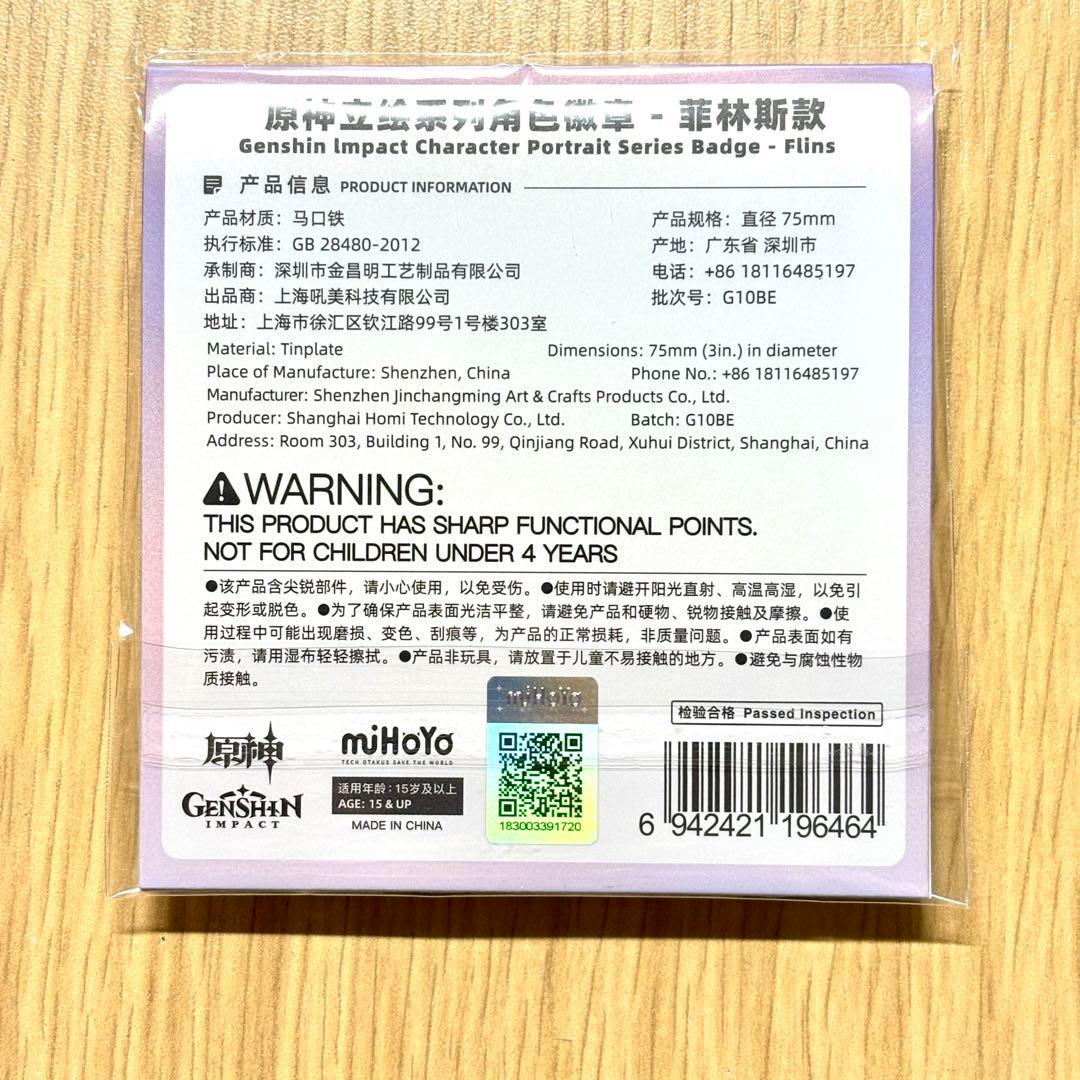 原神立绘系列角色徽章 - 菲林斯款
Genshin Impact Character Portrait Series Badge - Flins
产品信息 PRODUCT INFORMATION
产品材质：马口铁 产品规格：直径 75mm
执行标准：GB 28480-2012 产地：广东省 深圳市
承制商：深圳市金昌明工艺制品有限公司 电话：+86 18116485197
出品商：上海吼美科技有限公司 批次号：G10BE
地址：上海市徐汇区钦江路99号1号楼303室
Material: Tinplate Dimensions: 75mm (3in.) in diameter
Place of Manufacture: Shenzhen, China Phone No.: +86 18116485197
Manufacturer: Shenzhen Jinchangming Art & Crafts Products Co., Ltd.
Producer: Shanghai Homi Technology Co., Ltd. Batch: G10BE
Address: Room 303, Building 1, No. 99, Qinjiang Road, Xuhui District, Shanghai, China
WARNING:
THIS PRODUCT HAS SHARP FUNCTIONAL POINTS.
NOT FOR CHILDREN UNDER 4 YEARS
●该产品含尖锐部件，请小心使用，以免受伤。●使用时请避开阳光直射、高温高湿，以免引
起变形或脱色。●为了确保产品表面光洁平整，请避免产品和硬物、锐物接触及摩擦。●使
用过程中可能出现磨损、变色、刮痕等，为产品的正常损耗，非质量问题。●产品表面如有
污渍，请用湿布轻轻擦拭。●产品非玩具，请放置于儿童不易接触的地方。●避免与腐蚀性物
质接触。
miHoYo
检验合格 Passed Inspection
原神
GENSHIN
IMPACT
miHoYo
TECH OTAKUS SAVE THE WORLD
适用年龄：15岁及以上
AGE: 15 & UP
MADE IN CHINA
183003391720
6 942421 196464